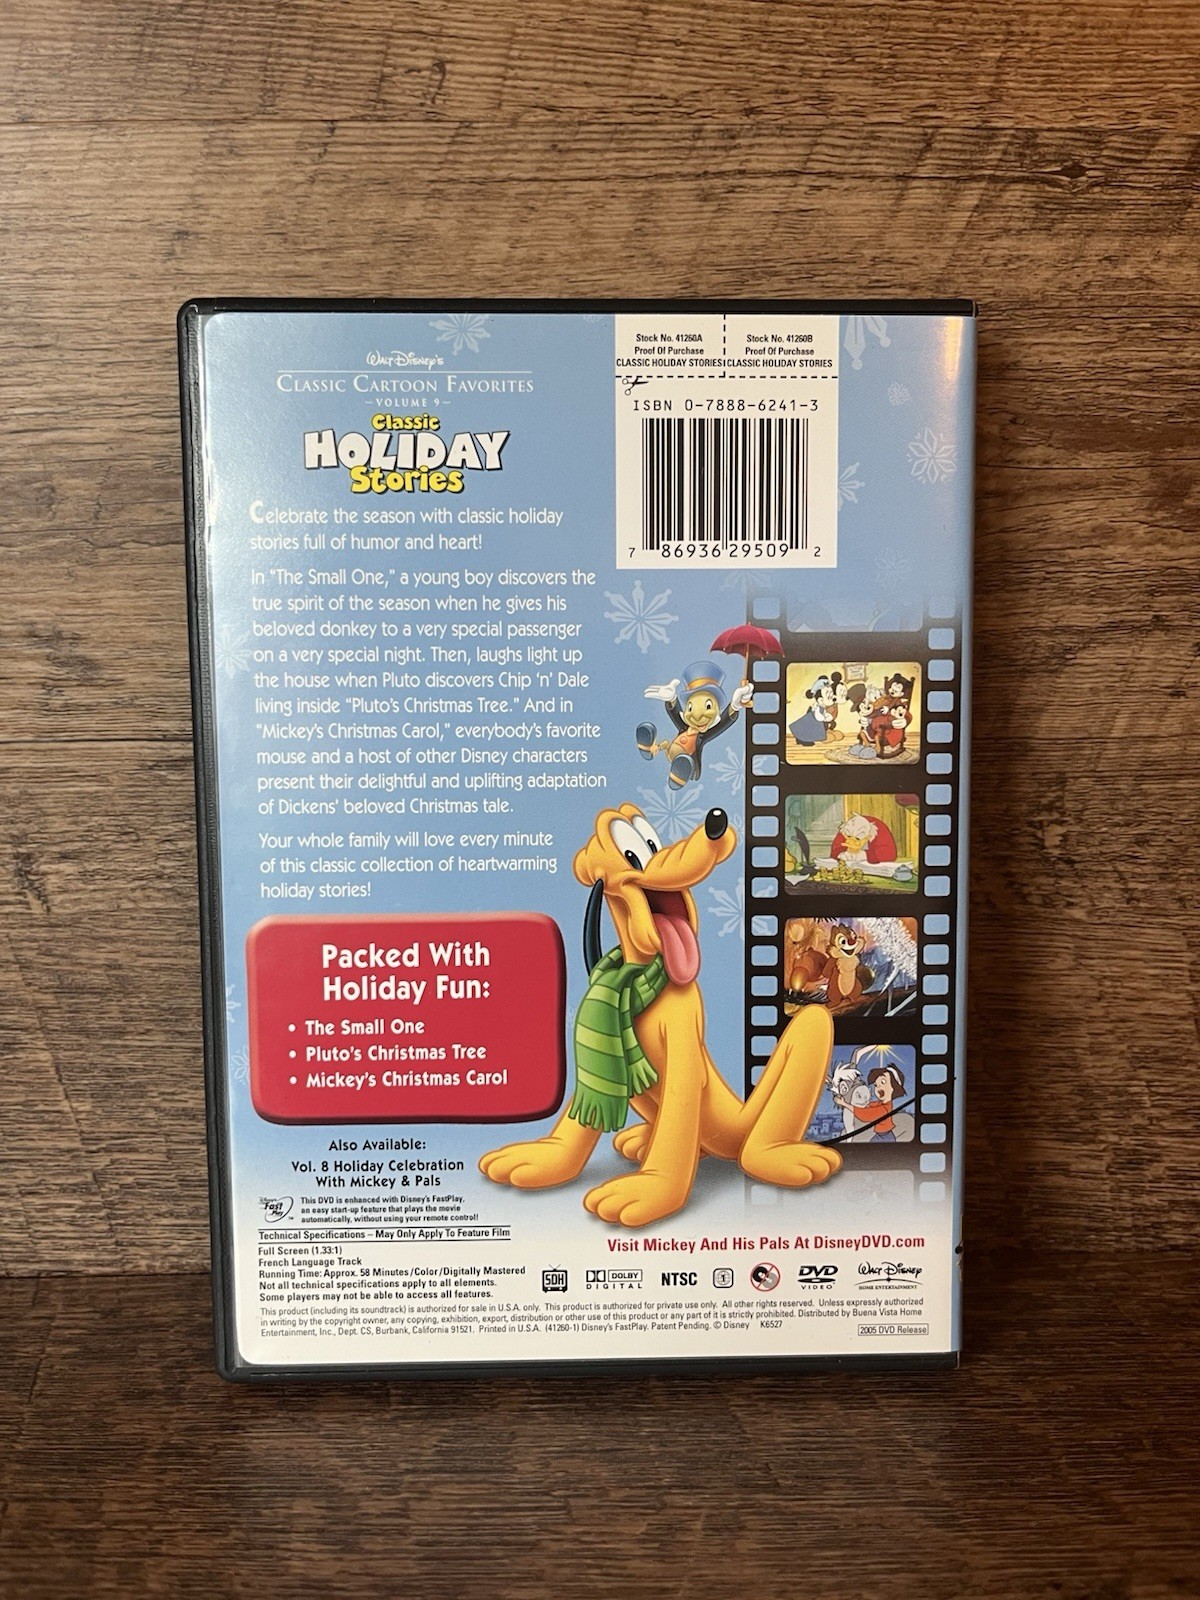 Walt Disney's
CLASSIC CARTOON FAVORITES
– VOLUME 9 –
Classic
HOLIDAY
Stories
Celebrate the season with classic holiday
stories full of humor and heart!
In "The Small One," a young boy discovers the
true spirit of the season when he gives his
beloved donkey to a very special passenger
on a very special night. Then, laughs light up
the house when Pluto discovers Chip 'n' Dale
living inside "Pluto's Christmas Tree." And in
"Mickey's Christmas Carol," everybody's favorite
mouse and a host of other Disney characters
present their delightful and uplifting adaptation
of Dickens' beloved Christmas tale.
Your whole family will love every minute
of this classic collection of heartwarming
holiday stories!
Packed With
Holiday Fun:
• The Small One
• Pluto's Christmas Tree
• Mickey's Christmas Carol
Also Available:
Vol. 8 Holiday Celebration
With Mickey & Pals
Disney's
Fast
Play
™
This DVD is enhanced with Disney's FastPlay,
an easy start-up feature that plays the movie
automatically, without using your remote control!
Technical Specifications – May Only Apply To Feature Film
Full Screen (1.33:1)
French Language Track
Running Time: Approx. 58 Minutes/Color/Digitally Mastered
Not all technical specifications apply to all elements.
Some players may not be able to access all features.
Stock No. 41260A
Proof Of Purchase
CLASSIC HOLIDAY STORIES
Stock No. 41260B
Proof Of Purchase
CLASSIC HOLIDAY STORIES
ISBN 0-7888-6241-3
7 86936 29509 2
Visit Mickey And His Pals At DisneyDVD.com
SDH
DOLBY
DIGITAL
NTSC
1
DVD
VIDEO
Walt Disney
HOME ENTERTAINMENT
This product (including its soundtrack) is authorized for sale in U.S.A. only. This product is authorized for private use only. All other rights reserved. Unless expressly authorized
in writing by the copyright owner, any copying, exhibition, export, distribution or other use of this product or any part of it is strictly prohibited. Distributed by Buena Vista Home
Entertainment, Inc., Dept. CS, Burbank, California 91521. Printed in U.S.A. (41260-1) Disney's FastPlay. Patent Pending. © Disney K6527
2005 DVD Release